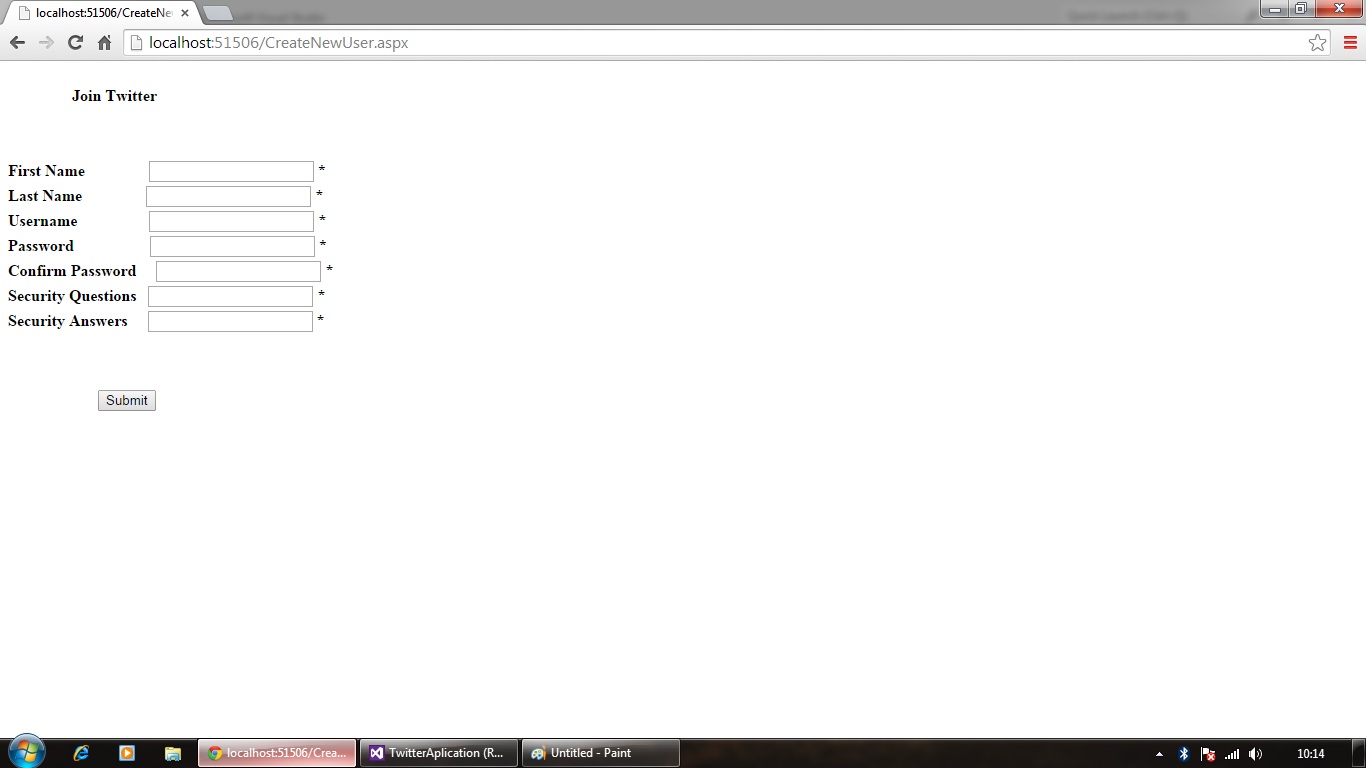 localhost:51506/CreateNe
localhost:51506/CreateNewUser.aspx
Join Twitter
First Name *
Last Name *
Username *
Password *
Confirm Password *
Security Questions *
Security Answers *
Submit
localhost:51506/Crea... TwitterAplication (R... Untitled - Paint 10:14